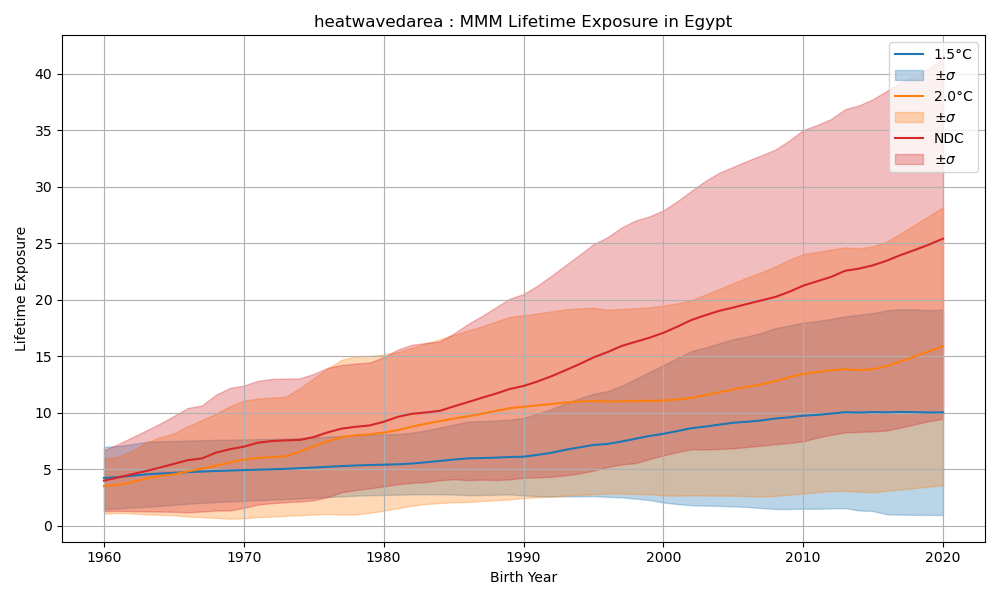 heatwavedarea : MMM Lifetime Exposure in Egypt
Lifetime Exposure
40
35
30
25
20
15
10
5
0
1960
1970
1980
1990
2000
2010
2020
Birth Year
1.5°C
±σ
2.0°C
±σ
NDC
±σ